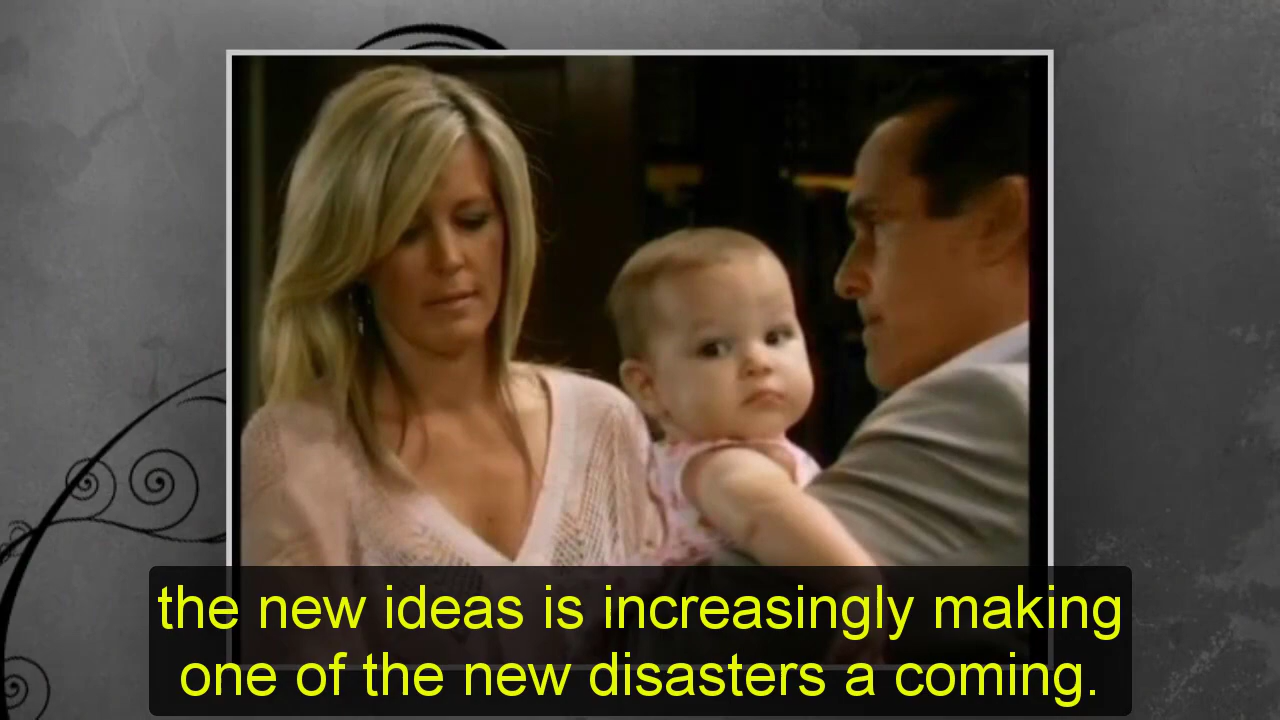 the new ideas is increasingly making
one of the new disasters a coming.